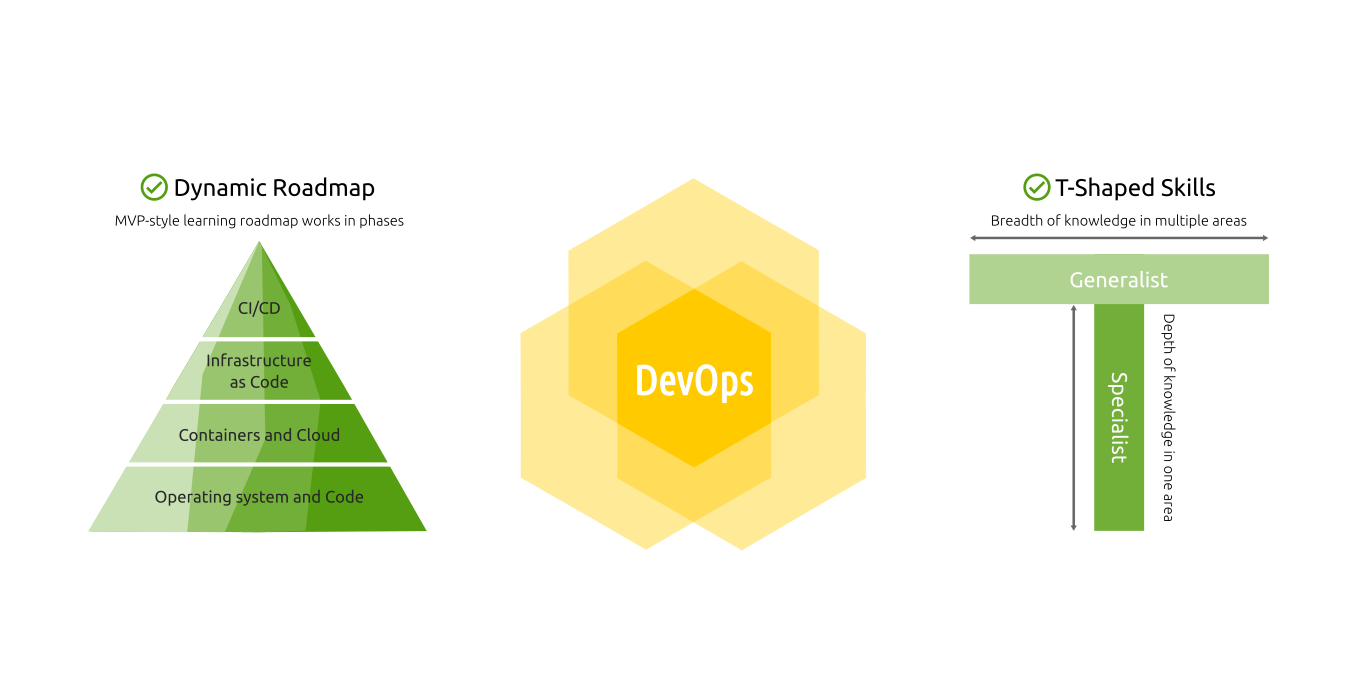 Dynamic Roadmap
MVP-style learning roadmap works in phases
CI/CD
Infrastructure
as Code
Containers and Cloud
Operating system and Code
DevOps
T-Shaped Skills
Breadth of knowledge in multiple areas
Generalist
Specialist
Depth of knowledge in one area